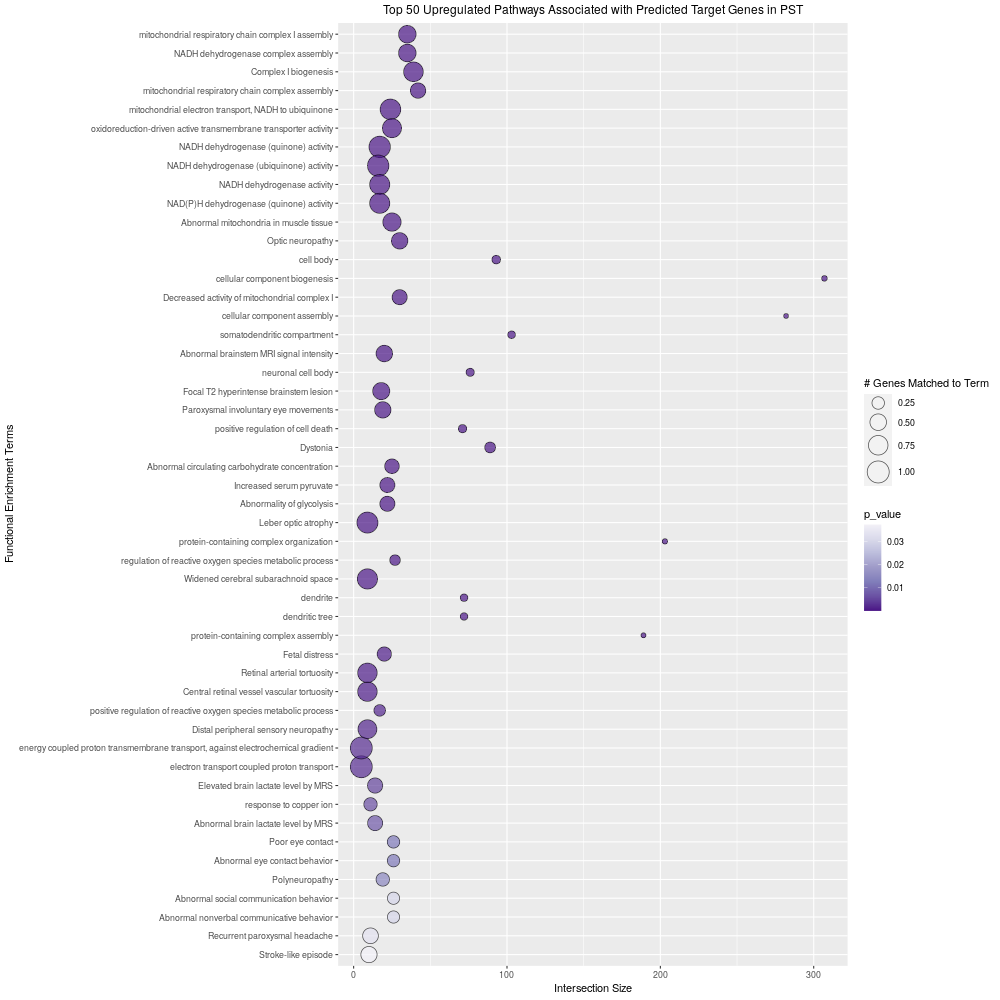 Top 50 Upregulated Pathways Associated with Predicted Target Genes in PST
Functional Enrichment Terms
mitochondrial respiratory chain complex I assembly
NADH dehydrogenase complex assembly
Complex I biogenesis
mitochondrial respiratory chain complex assembly
mitochondrial electron transport, NADH to ubiquinone
oxidoreduction-driven active transmembrane transporter activity
NADH dehydrogenase (quinone) activity
NADH dehydrogenase (ubiquinone) activity
NADH dehydrogenase activity
NAD(P)H dehydrogenase (quinone) activity
Abnormal mitochondria in muscle tissue
Optic neuropathy
cell body
cellular component biogenesis
Decreased activity of mitochondrial complex I
cellular component assembly
somatodendritic compartment
Abnormal brainstem MRI signal intensity
neuronal cell body
Focal T2 hyperintense brainstem lesion
Paroxysmal involuntary eye movements
positive regulation of cell death
Dystonia
Abnormal circulating carbohydrate concentration
Increased serum pyruvate
Abnormality of glycolysis
Leber optic atrophy
protein-containing complex organization
regulation of reactive oxygen species metabolic process
Widened cerebral subarachnoid space
dendrite
dendritic tree
protein-containing complex assembly
Fetal distress
Retinal arterial tortuosity
Central retinal vessel vascular tortuosity
positive regulation of reactive oxygen species metabolic process
Distal peripheral sensory neuropathy
energy coupled proton transmembrane transport, against electrochemical gradient
electron transport coupled proton transport
Elevated brain lactate level by MRS
response to copper ion
Abnormal brain lactate level by MRS
Poor eye contact
Abnormal eye contact behavior
Polyneuropathy
Abnormal social communication behavior
Abnormal nonverbal communicative behavior
Recurrent paroxysmal headache
Stroke-like episode
0 100 200 300
Intersection Size
# Genes Matched to Term
0.25
0.50
0.75
1.00
p_value
0.03
0.02
0.01